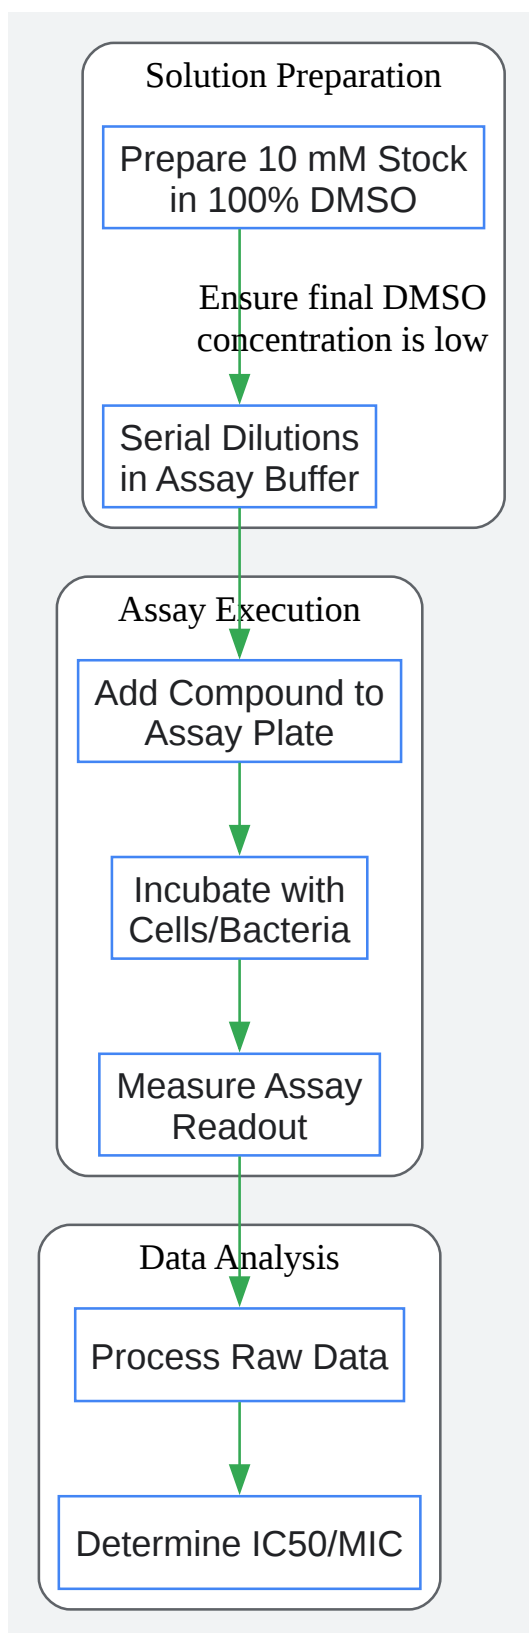 Solution Preparation
Prepare 10 mM Stock
in 100% DMSO
Ensure final DMSO
concentration is low
Serial Dilutions
in Assay Buffer
Assay Execution
Add Compound to
Assay Plate
Incubate with
Cells/Bacteria
Measure Assay
Readout
Data Analysis
Process Raw Data
Determine IC50/MIC